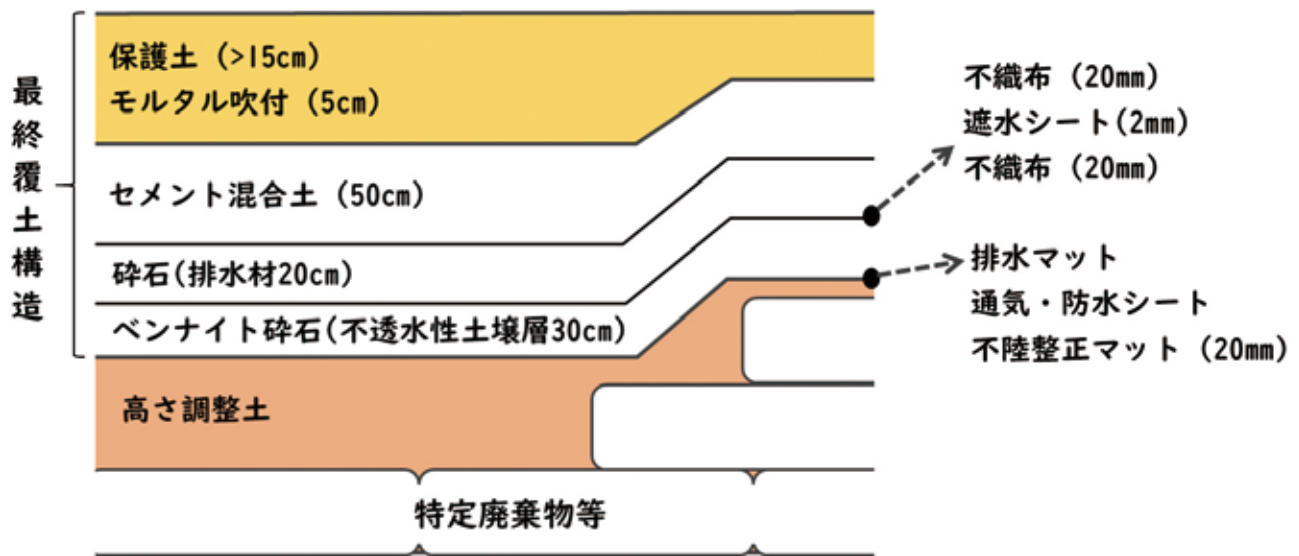 最終覆土構造
保護土（>15cm）
モルタル吹付（5cm）
セメント混合土（50cm）
砕石(排水材20cm)
ベンナイト砕石(不透水性土壌層30cm)
高さ調整土
特定廃棄物等
不織布（20mm）
遮水シート(2mm)
不織布（20mm）
排水マット
通気・防水シート
不陸整正マット（20mm）